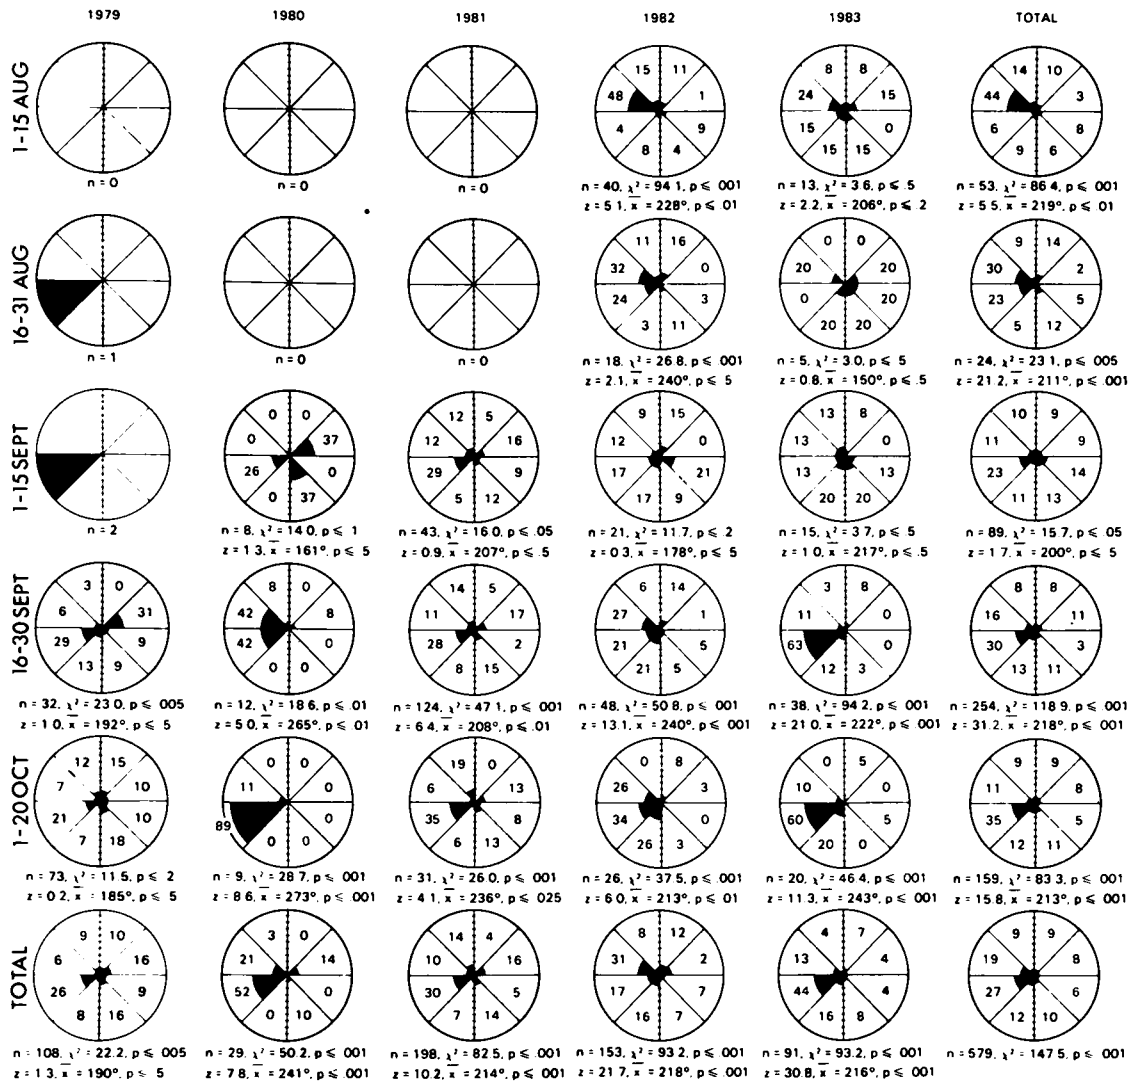 1979 1980 1981 1982 1983 TOTAL
1-15 AUG
15 11 8 8 14 10
48 1 24 15 44 3
4 9 15 0 6 8
8 4 15 15 9 6
n = 0 n = 0 n = 0 n = 40, χ² = 94 1, p ≤ 001 n = 13, χ² = 3.6, p ≤ .5 n = 53, χ² = 86 4, p ≤ 001
z = 5 1, x̄ = 228°, p ≤ 01 z = 2.2, x̄ = 206°, p ≤ .2 z = 5 5, x̄ = 219°, p ≤ 01
16-31 AUG
11 16 0 0 9 14
32 0 20 20 30 2
24 3 0 20 23 5
3 11 20 20 5 12
n = 1 n = 0 n = 0 n = 18, χ² = 26 8, p ≤ .001 n = 5, χ² = 3.0, p ≤ 5 n = 24, χ² = 23 1, p ≤ 005
z = 2.1, x̄ = 240°, p ≤ 5 z = 0.8, x̄ = 150°, p ≤ .5 z = 21.2, x̄ = 211°, p ≤ .001
1-15 SEPT
0 0 12 5 9 15 13 8 10 9
0 37 12 16 12 0 13 0 11 9
26 0 29 9 17 21 13 13 23 14
0 37 5 12 17 9 20 20 11 13
n = 2 n = 8, χ² = 14 0, p ≤ 1 n = 43, χ² = 16 0, p ≤ .05 n = 21, χ² = 11.7, p ≤ .2 n = 15, χ² = 3 7, p ≤ 5 n = 89, χ² = 15.7, p ≤ .05
z = 1 3, x̄ = 161°, p ≤ 5 z = 0.9, x̄ = 207°, p ≤ .5 z = 0 3, x̄ = 178°, p ≤ 5 z = 1 0, x̄ = 217°, p ≤ .5 z = 1 7, x̄ = 200°, p ≤ 5
16-30 SEPT
3 0 8 0 14 5 6 14 3 8 8 8
6 31 42 8 11 17 27 1 11 0 16 11
29 9 42 0 28 2 21 5 63 0 30 3
13 9 0 0 8 15 21 5 12 3 13 11
n = 32, χ² = 23 0, p ≤ 005 n = 12, χ² = 18 6, p ≤ 01 n = 124, χ² = 47 1, p ≤ 001 n = 48, χ² = 50 8, p ≤ 001 n = 38, χ² = 94 2, p ≤ 001 n = 254, χ² = 118 9, p ≤ 001
z = 1 0, x̄ = 192°, p ≤ 5 z = 5 0, x̄ = 265°, p ≤ 01 z = 6 4, x̄ = 208°, p ≤ .01 z = 13.1, x̄ = 240°, p ≤ 001 z = 21 0, x̄ = 222°, p ≤ 001 z = 31.2, x̄ = 218°, p ≤ 001
1-20 OCT
12 15 0 0 19 0 0 8 0 5 9 9
7 10 11 0 6 13 26 3 10 0 11 8
21 10 89 0 35 8 34 0 60 5 35 5
7 18 0 0 6 13 26 3 20 0 12 11
n = 73, χ² = 11 5, p ≤ 2 n = 9, χ² = 28 7, p ≤ 001 n = 31, χ² = 26 0, p ≤ 001 n = 26, χ² = 37 5, p ≤ 001 n = 20, χ² = 46 4, p ≤ 001 n = 159, χ² = 83 3, p ≤ 001
z = 0 2, x̄ = 185°, p ≤ 5 z = 8 6, x̄ = 273°, p ≤ 001 z = 4 1, x̄ = 236°, p ≤ 025 z = 6 0, x̄ = 213°, p ≤ 01 z = 11 3, x̄ = 243°, p ≤ 001 z = 15.8, x̄ = 213°, p ≤ 001
TOTAL
9 10 3 0 14 4 8 12 4 7 9 9
6 16 21 14 10 16 31 2 13 4 19 8
26 9 52 0 30 5 17 7 44 4 27 6
8 16 0 10 7 14 16 7 16 8 12 10
n = 108, χ² = 22.2, p ≤ 005 n = 29, χ² = 50.2, p ≤ 001 n = 198, χ² = 82 5, p ≤ .001 n = 153, χ² = 93 2, p ≤ 001 n = 91, χ² = 93.2, p ≤ 001 n = 579, χ² = 147 5, p ≤ 001
z = 1 3, x̄ = 190°, p ≤ 5 z = 7 8, x̄ = 241°, p ≤ .001 z = 10.2, x̄ = 214°, p ≤ 001 z = 21 7, x̄ = 218°, p ≤ .001 z = 30.8, x̄ = 216°, p ≤ 001